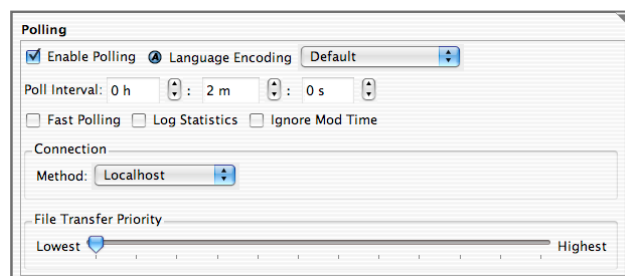 Polling
Enable Polling A Language Encoding Default
Poll Interval: 0 h : 2 m : 0 s
Fast Polling Log Statistics Ignore Mod Time
Connection
Method: Localhost
File Transfer Priority
Lowest Highest